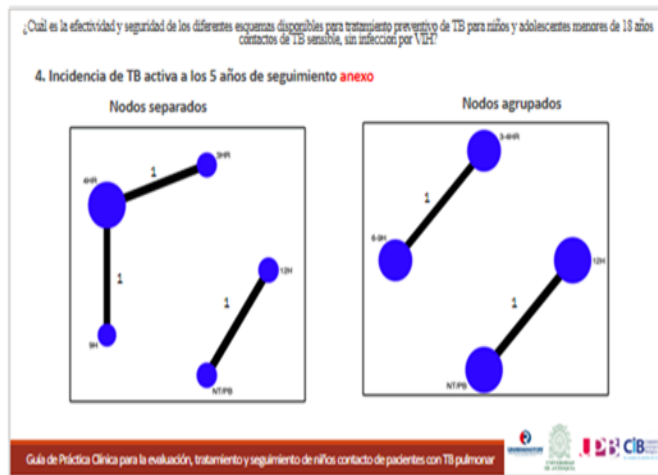 ¿Cuál es la efectividad y seguridad de los diferentes esquemas disponibles para tratamiento preventivo de TB para niños y adolescentes menores de 18 años
contactos de TB sensible, sin infección por VIH?
4. Incidencia de TB activa a los 5 años de seguimiento anexo
Nodos separados
Nodos agrupados
3HR
4HR
1
1
9H
12H
1
NT/PB
3-4HR
1
6-9H
12H
1
NT/PB
Guía de Práctica Clínica para la evaluación, tratamiento y seguimiento de niños contacto de pacientes con TB pulmonar
UPB
CIB